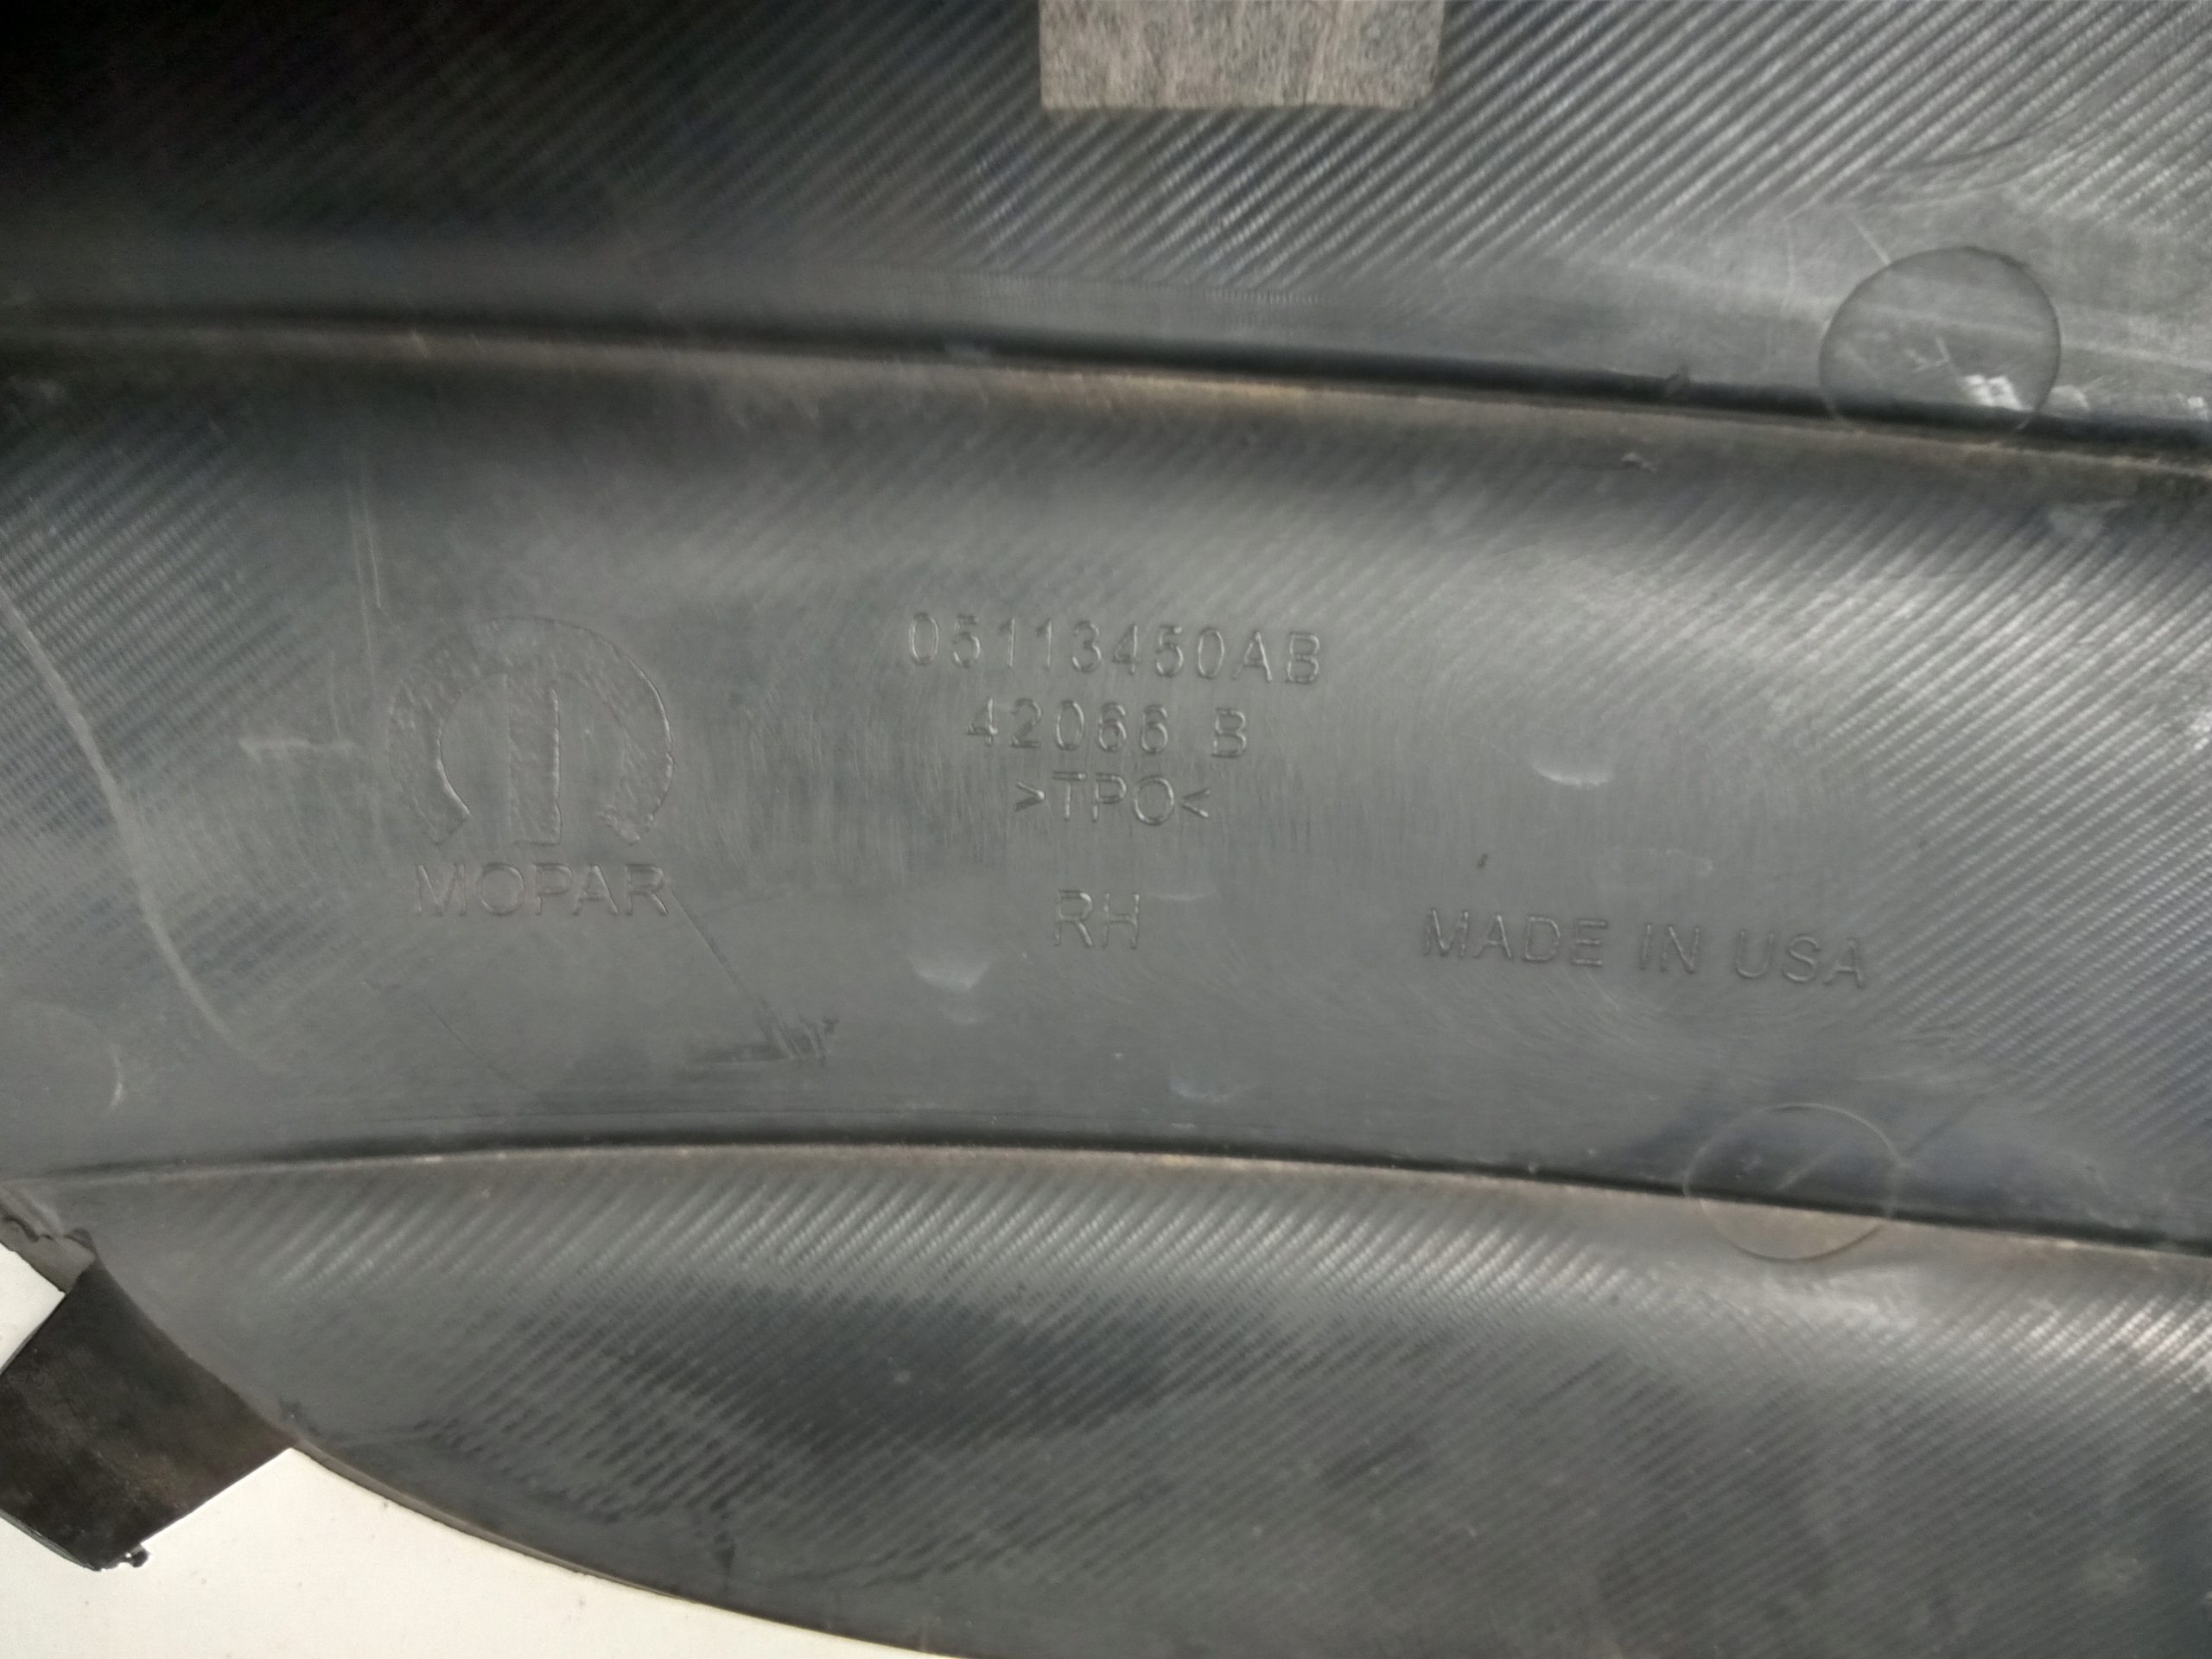 05113450AB
42066 B
>TPO<
MOPAR
RH
MADE IN USA